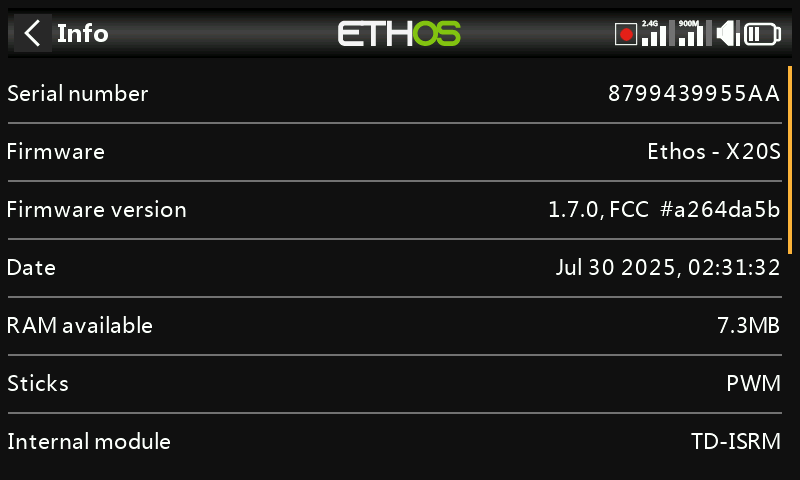 Info
ETHOS
2.4G
900M
Serial number 8799439955AA
Firmware Ethos - X20S
Firmware version 1.7.0, FCC #a264da5b
Date Jul 30 2025, 02:31:32
RAM available 7.3MB
Sticks PWM
Internal module TD-ISRM